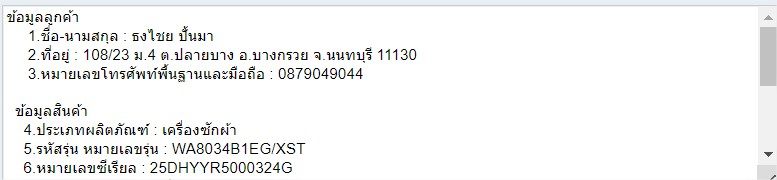 ข้อมูลลูกค้า
1.ชื่อ-นามสกุล : ธงไชย ปั้นมา
2.ที่อยู่ : 108/23 ม.4 ต.ปลายบาง อ.บางกรวย จ.นนทบุรี 11130
3.หมายเลขโทรศัพท์พื้นฐานและมือถือ : 0879049044
ข้อมูลสินค้า
4.ประเภทผลิตภัณฑ์ : เครื่องซักผ้า
5.รหัสรุ่น หมายเลขรุ่น : WA8034B1EG/XST
6.หมายเลขซีเรียล : 25DHYYR5000324G